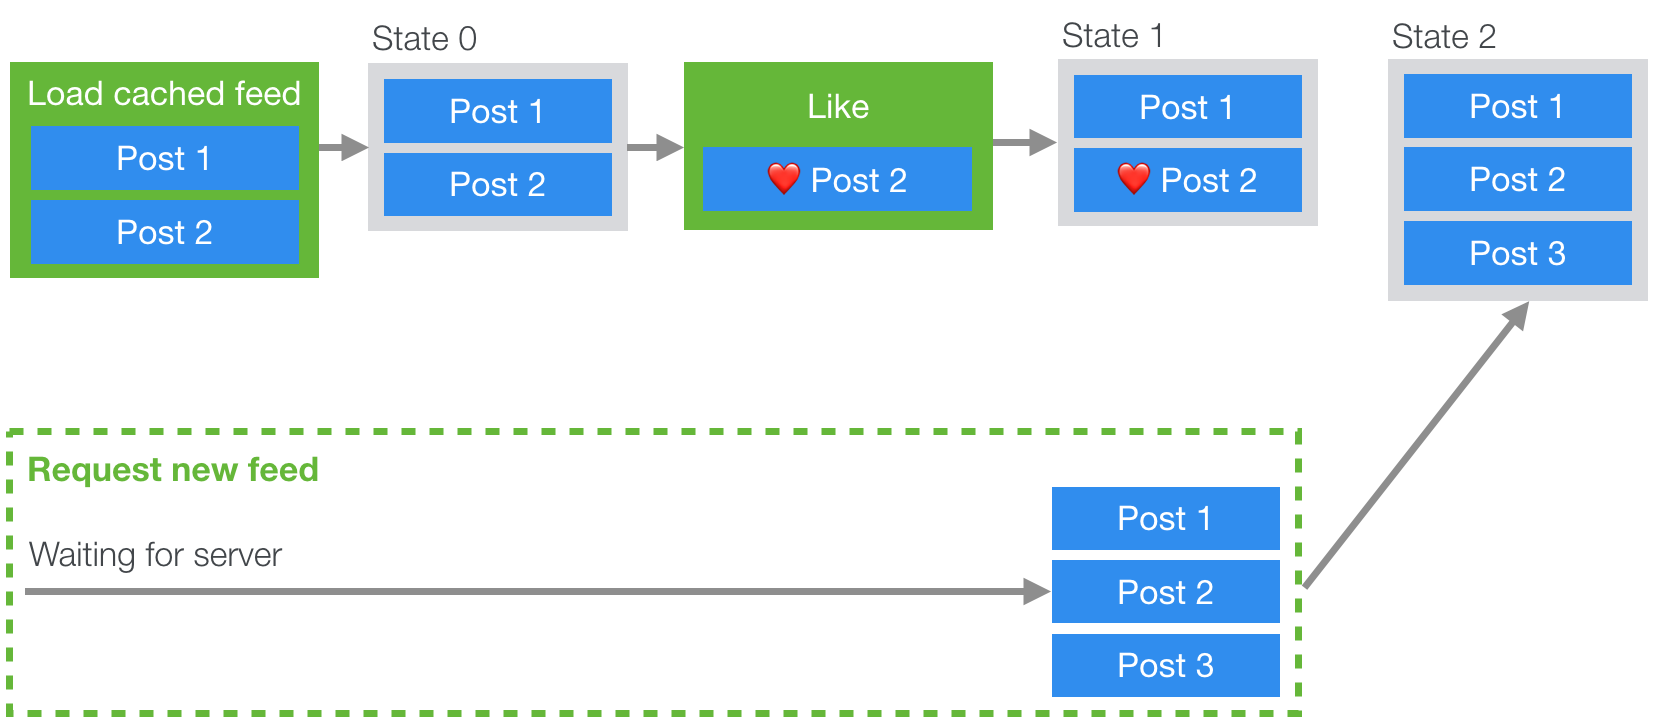 Load cached feed
Post 1
Post 2
State 0
Post 1
Post 2
Like
❤️ Post 2
State 1
Post 1
❤️ Post 2
State 2
Post 1
Post 2
Post 3
Request new feed
Waiting for server
Post 1
Post 2
Post 3